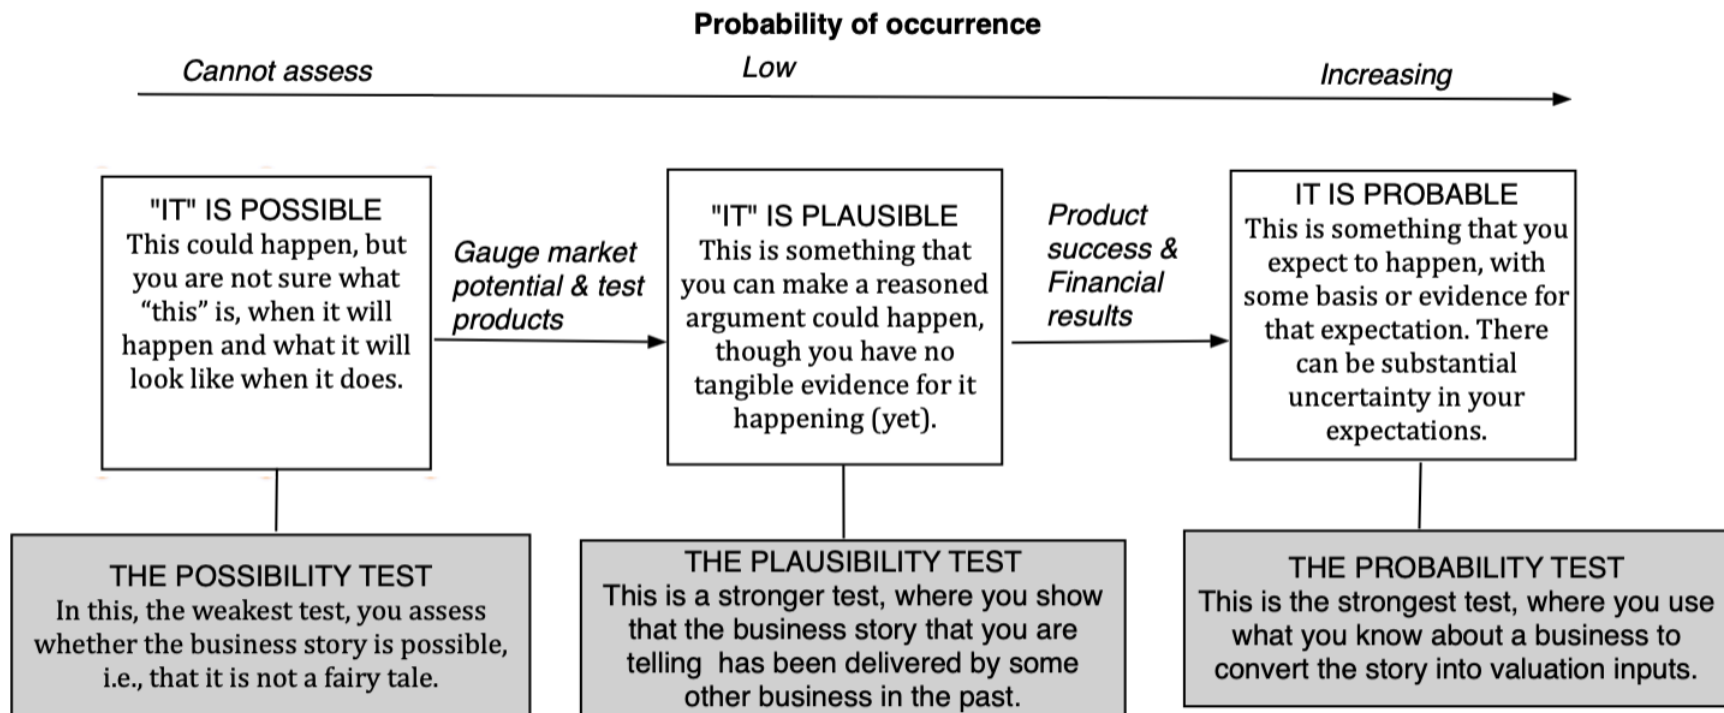 Probability of occurrence
Cannot assess
Low
Increasing
"IT" IS POSSIBLE
This could happen, but
you are not sure what
“this” is, when it will
happen and what it will
look like when it does.
Gauge market
potential & test
products
"IT" IS PLAUSIBLE
This is something that
you can make a reasoned
argument could happen,
though you have no
tangible evidence for it
happening (yet).
Product
success &
Financial
results
IT IS PROBABLE
This is something that you
expect to happen, with
some basis or evidence for
that expectation. There
can be substantial
uncertainty in your
expectations.
THE POSSIBILITY TEST
In this, the weakest test, you assess
whether the business story is possible,
i.e., that it is not a fairy tale.
THE PLAUSIBILITY TEST
This is a stronger test, where you show
that the business story that you are
telling  has been delivered by some
other business in the past.
THE PROBABILITY TEST
This is the strongest test, where you use
what you know about a business to
convert the story into valuation inputs.